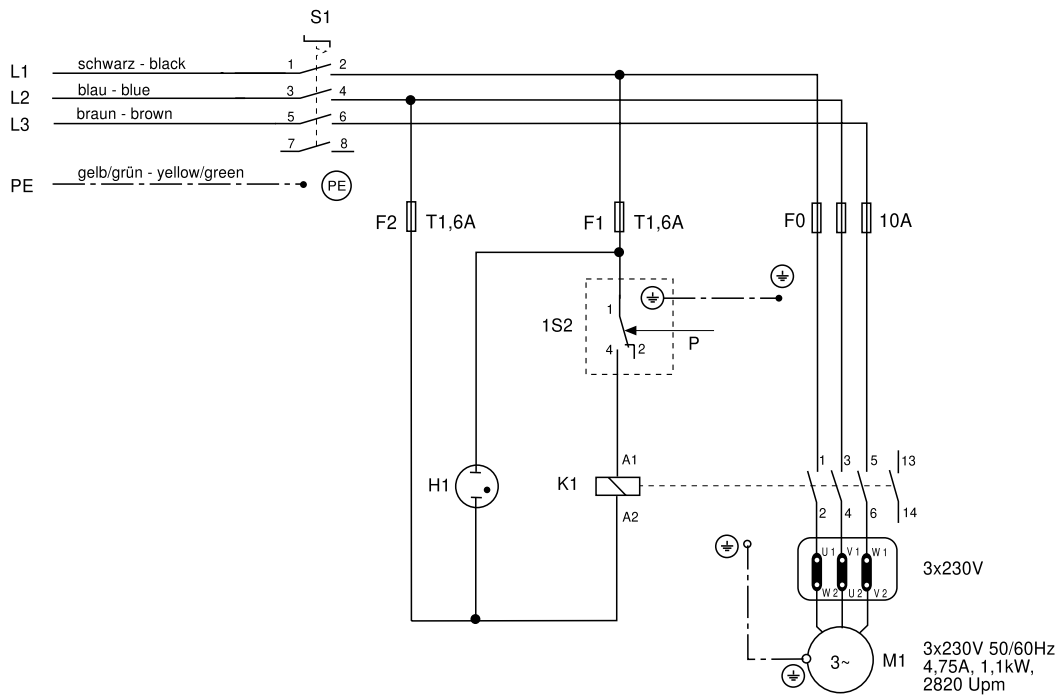 S1
L1 schwarz - black 1 2
L2 blau - blue 3 4
L3 braun - brown 5 6
7 8
PE gelb/grün - yellow/green PE
F2 T1,6A F1 T1,6A F0 10A
1
1S2
P
4 2
A1 1 3 5 13
H1 K1
A2 2 4 6 14
U1 V1 W1
3x230V
W2 U2 V2
3~ M1
3x230V 50/60Hz
4,75A, 1,1kW,
2820 Upm